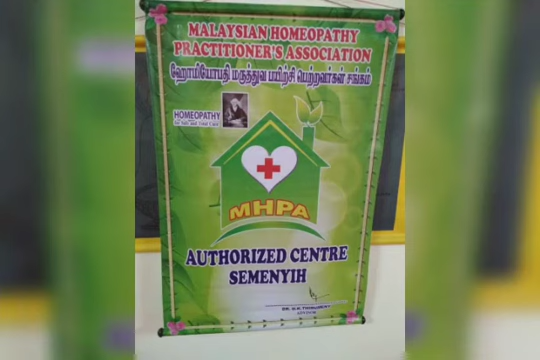 MALAYSIAN HOMEOPATHY
PRACTITIONER'S ASSOCIATION
ஹோமியோபதி மருத்துவ பயிற்சி பெற்றவர்கள் சங்கம்
HOMEOPATHY
MHPA
AUTHORIZED CENTRE
SEMENYIH